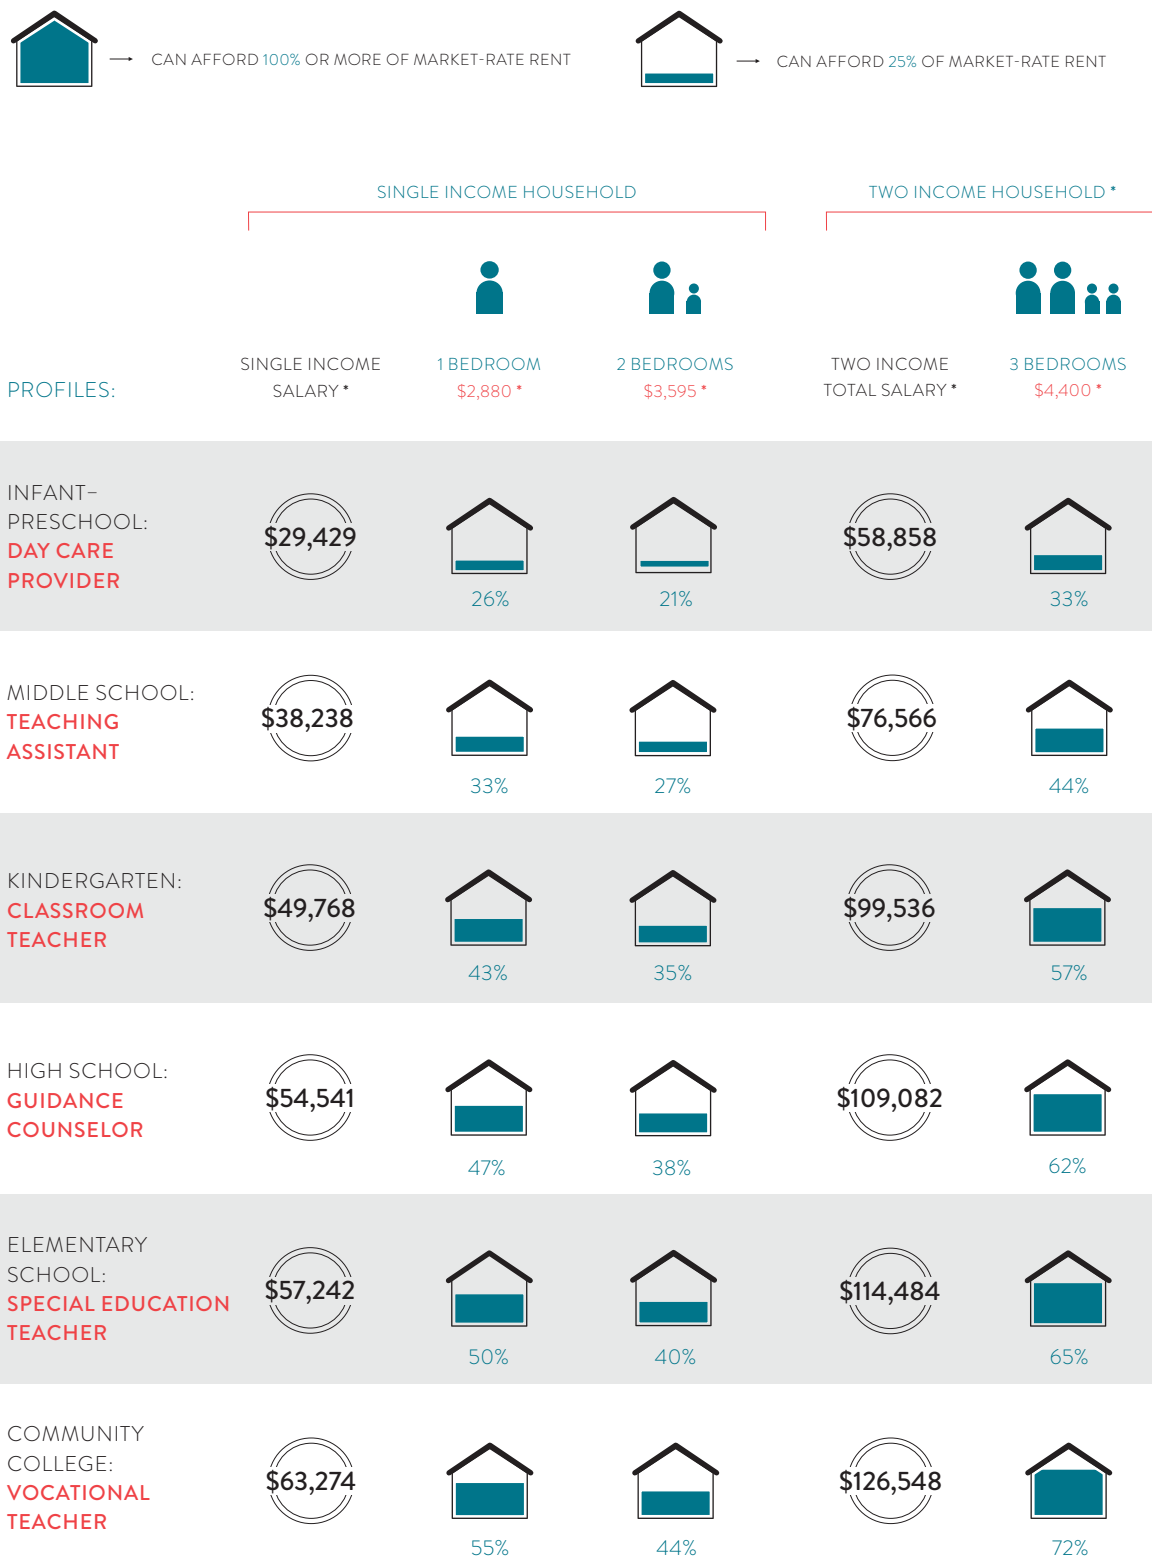 CAN AFFORD 100% OR MORE OF MARKET-RATE RENT
CAN AFFORD 25% OF MARKET-RATE RENT
SINGLE INCOME HOUSEHOLD
TWO INCOME HOUSEHOLD *
PROFILES:
SINGLE INCOME
SALARY *
1 BEDROOM
$2,880 *
2 BEDROOMS
$3,595 *
TWO INCOME
TOTAL SALARY *
3 BEDROOMS
$4,400 *
INFANT–
PRESCHOOL:
DAY CARE
PROVIDER
$29,429
26%
21%
$58,858
33%
MIDDLE SCHOOL:
TEACHING
ASSISTANT
$38,238
33%
27%
$76,566
44%
KINDERGARTEN:
CLASSROOM
TEACHER
$49,768
43%
35%
$99,536
57%
HIGH SCHOOL:
GUIDANCE
COUNSELOR
$54,541
47%
38%
$109,082
62%
ELEMENTARY
SCHOOL:
SPECIAL EDUCATION
TEACHER
$57,242
50%
40%
$114,484
65%
COMMUNITY
COLLEGE:
VOCATIONAL
TEACHER
$63,274
55%
44%
$126,548
72%